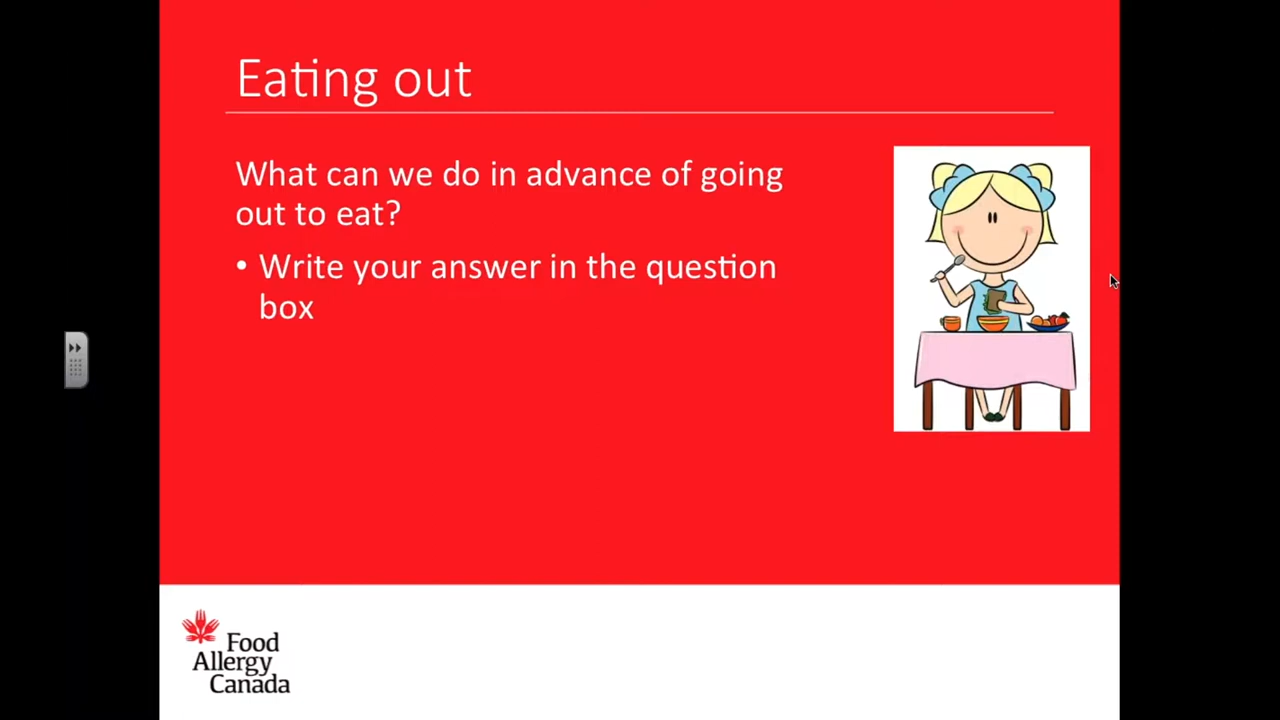 Eating out
What can we do in advance of going
out to eat?
• Write your answer in the question
box
Food
Allergy
Canada